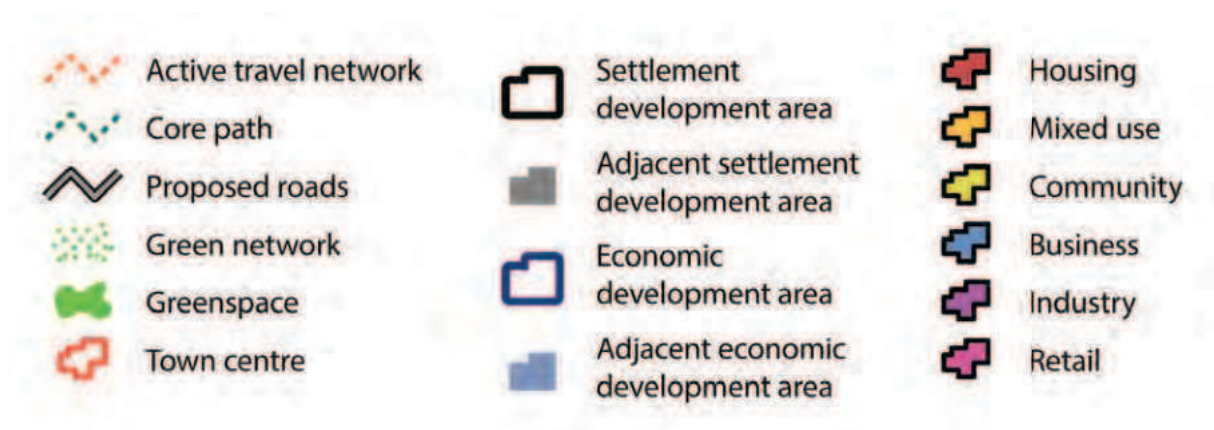 Active travel network
Core path
Proposed roads
Green network
Greenspace
Town centre
Settlement
development area
Adjacent settlement
development area
Economic
development area
Adjacent economic
development area
Housing
Mixed use
Community
Business
Industry
Retail